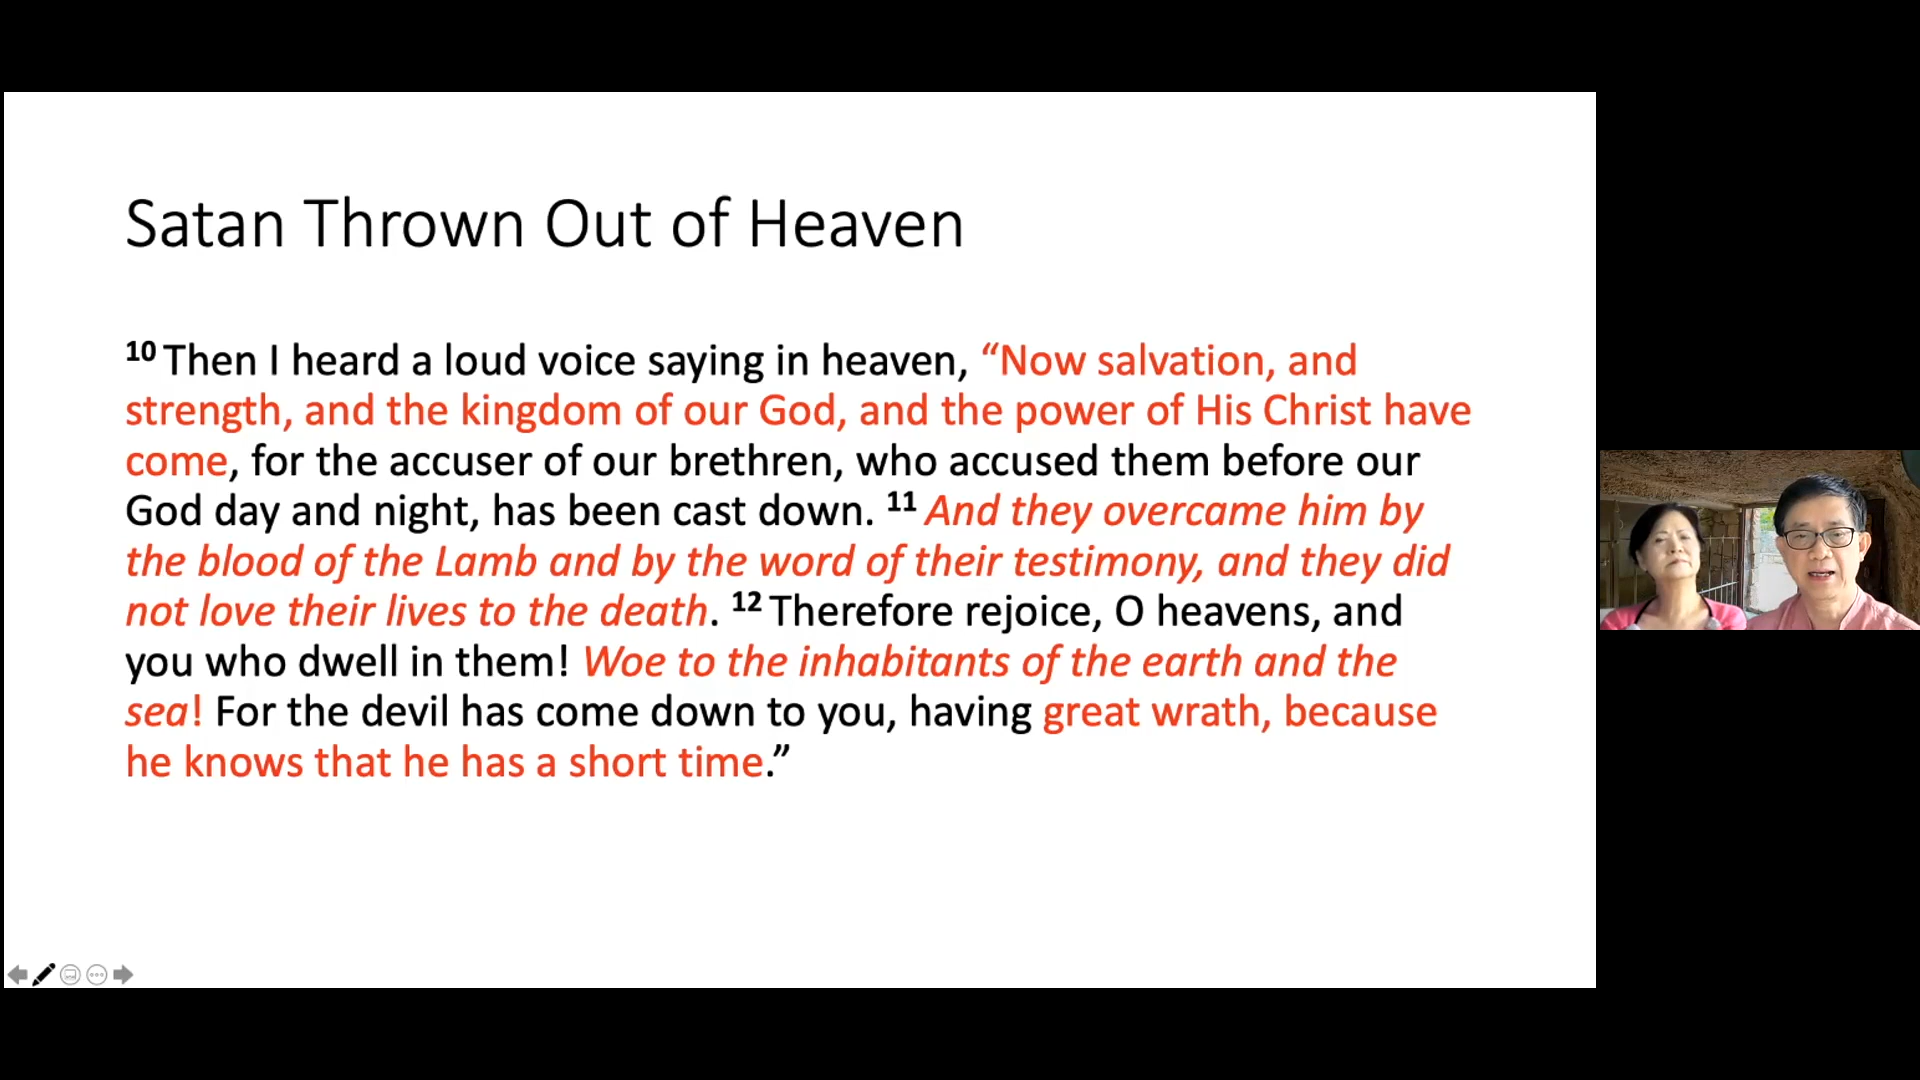 Satan Thrown Out of Heaven
10 Then I heard a loud voice saying in heaven, “Now salvation, and
strength, and the kingdom of our God, and the power of His Christ have
come, for the accuser of our brethren, who accused them before our
God day and night, has been cast down. 11 And they overcame him by
the blood of the Lamb and by the word of their testimony, and they did
not love their lives to the death. 12 Therefore rejoice, O heavens, and
you who dwell in them! Woe to the inhabitants of the earth and the
sea! For the devil has come down to you, having great wrath, because
he knows that he has a short time.”